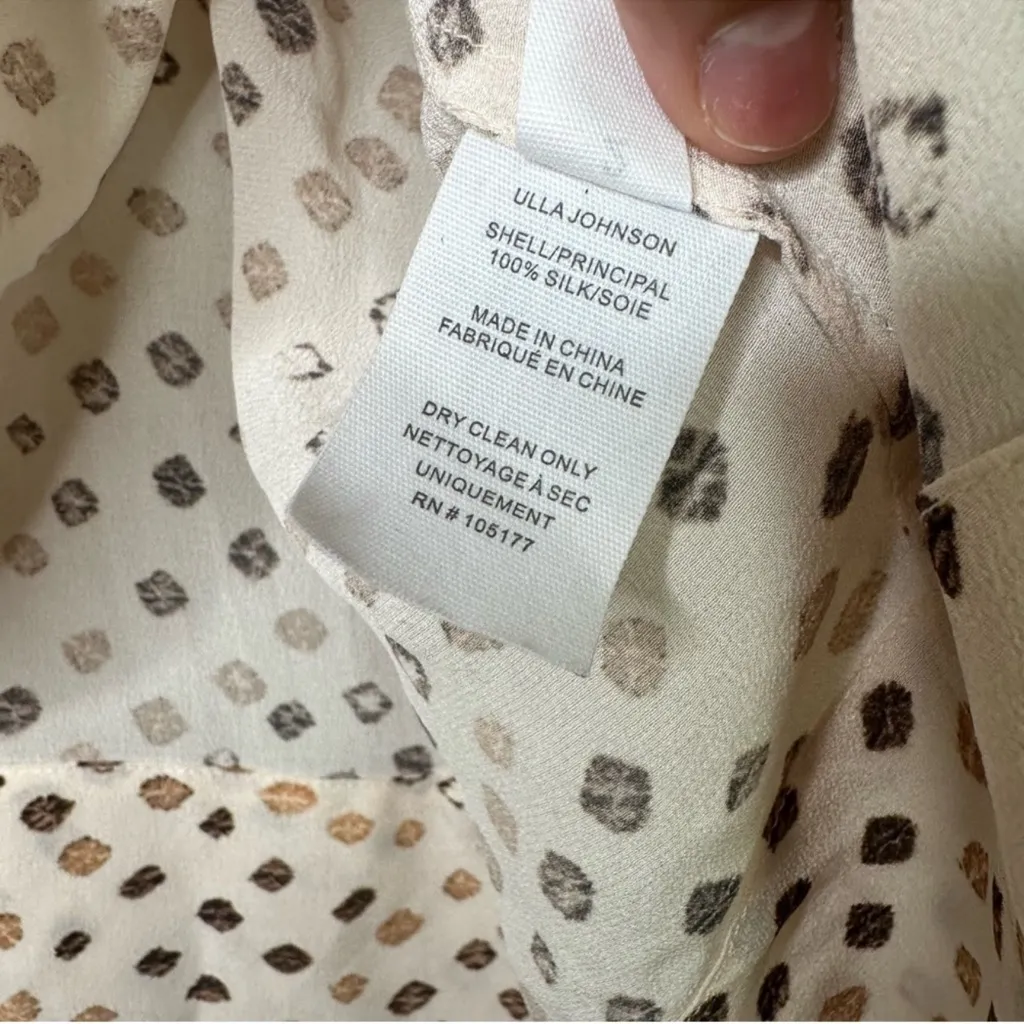 ULLA JOHNSON
SHELL/PRINCIPAL
100% SILK/SOIE
MADE IN CHINA
FABRIQUÉ EN CHINE
DRY CLEAN ONLY
NETTOYAGE À SEC
UNIQUEMENT
RN # 105177